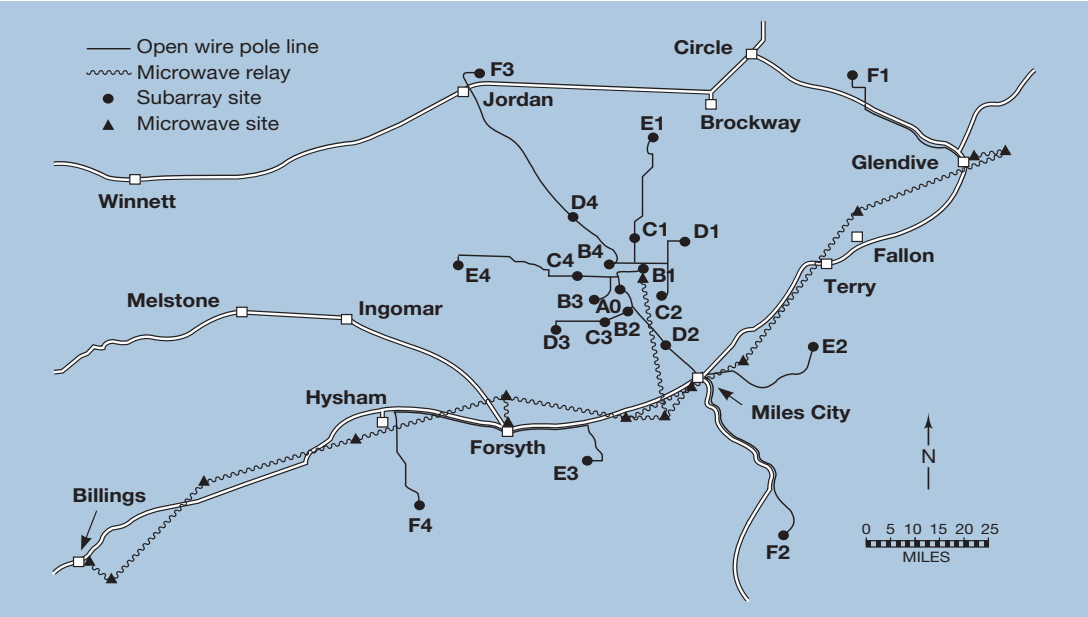 Open wire pole line
Microwave relay
Subarray site
Microwave site
F3
Jordan
Circle
F1
Brockway
E1
Glendive
Winnett
D4
C1
D1
B4
C4
B1
E4
Fallon
B3
A0
C2
Terry
Melstone
Ingomar
B2
C3
D3
D2
E2
Hysham
Miles City
Forsyth
E3
N
Billings
F4
F2
0 5 10 15 20 25
MILES